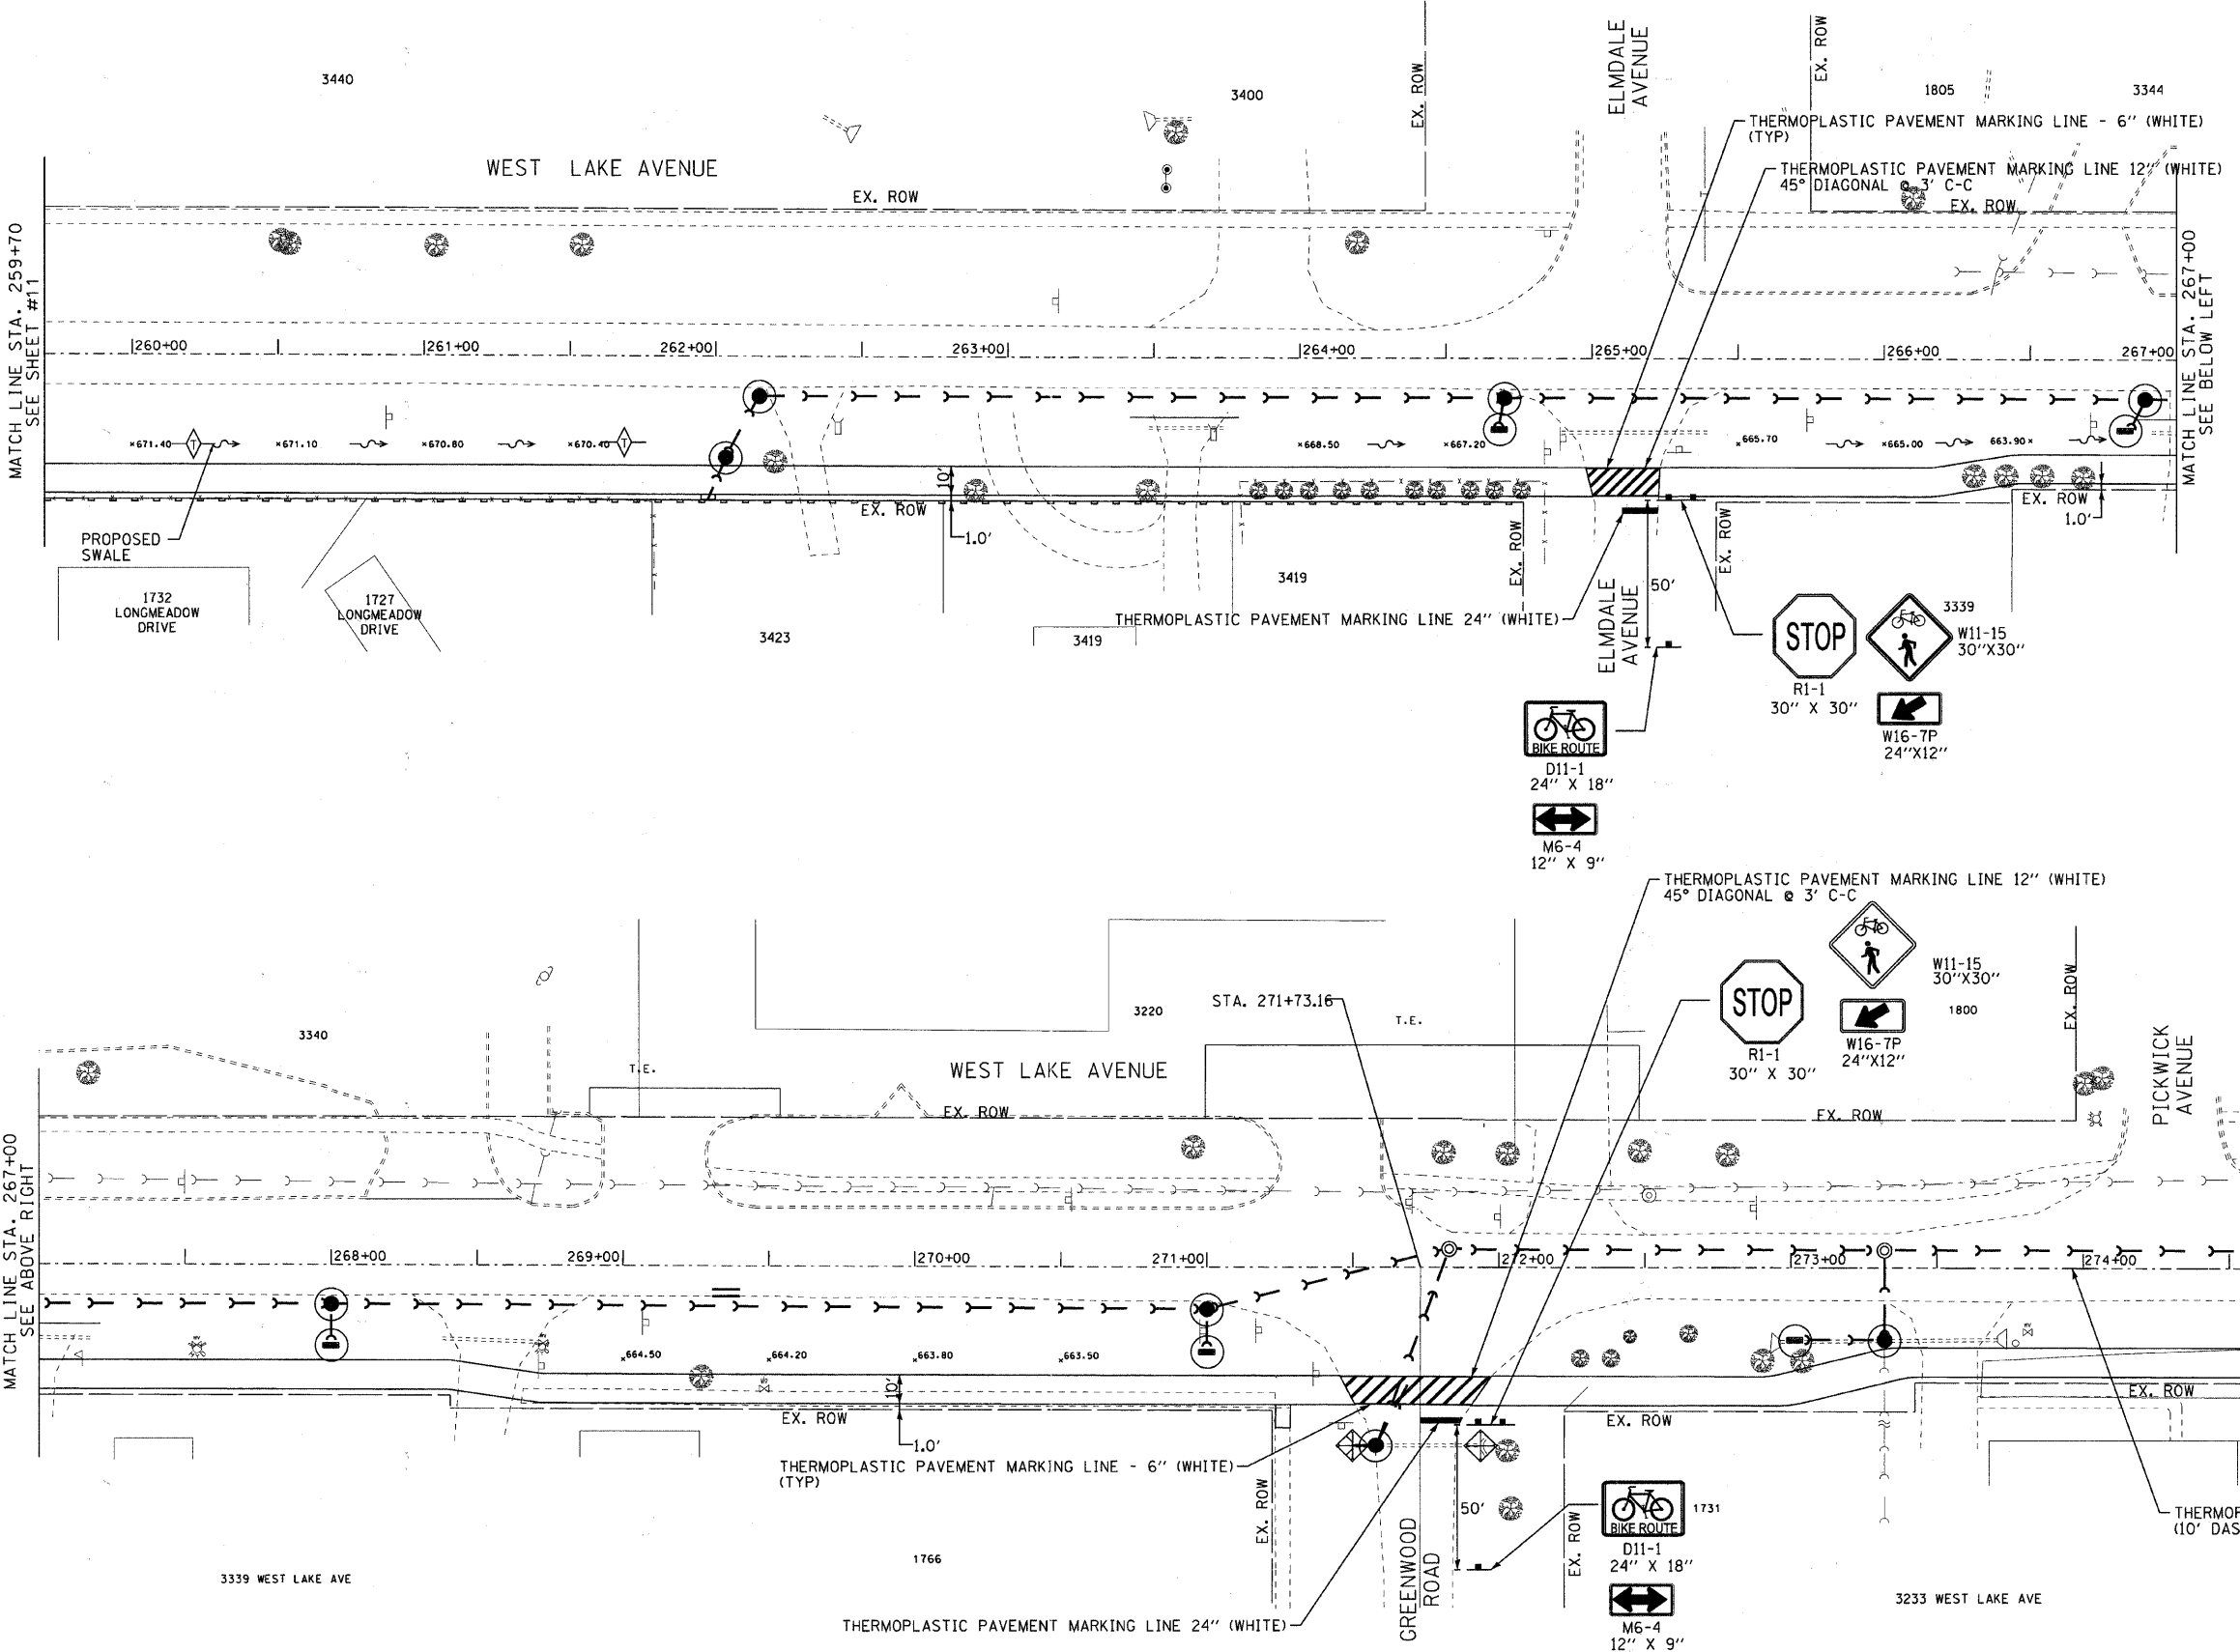 3440
3400
EX. ROW
ELMDALE
AVENUE
EX. ROW
1805
3344
THERMOPLASTIC PAVEMENT MARKING LINE - 6" (WHITE)
(TYP)
THERMOPLASTIC PAVEMENT MARKING LINE 12" (WHITE)
45° DIAGONAL @ 3' C-C
WEST LAKE AVENUE
EX. ROW
EX. ROW
MATCH LINE STA. 259+70
SEE SHEET #11
260+00
261+00
262+00
263+00
264+00
265+00
266+00
267+00
MATCH LINE STA. 267+00
SEE BELOW LEFT
×671.40
T
×671.10
×670.80
×670.40
T
×668.50
×667.20
×665.70
×665.00
663.90×
10'
EX. ROW
1.0'
EX. ROW
1.0'
PROPOSED
SWALE
1732
LONGMEADOW
DRIVE
1727
LONGMEADOW
DRIVE
3423
3419
3419
EX. ROW
EX. ROW
THERMOPLASTIC PAVEMENT MARKING LINE 24" (WHITE)
ELMDALE
AVENUE
50'
STOP
R1-1
30" X 30"
3339
W11-15
30"X30"
W16-7P
24"X12"
BIKE ROUTE
D11-1
24" X 18"
M6-4
12" X 9"
THERMOPLASTIC PAVEMENT MARKING LINE 12" (WHITE)
45° DIAGONAL @ 3' C-C
W11-15
30"X30"
STOP
R1-1
30" X 30"
W16-7P
24"X12"
1800
EX. ROW
PICKWICK
AVENUE
STA. 271+73.16
3220
T.E.
3340
T.E.
WEST LAKE AVENUE
EX. ROW
EX. ROW
MATCH LINE STA. 267+00
SEE ABOVE RIGHT
268+00
269+00
270+00
271+00
272+00
273+00
274+00
×664.50
×664.20
×663.80
×663.50
10'
EX. ROW
1.0'
EX. ROW
EX. ROW
THERMOPLASTIC PAVEMENT MARKING LINE - 6" (WHITE)
(TYP)
EX. ROW
50'
EX. ROW
BIKE ROUTE
1731
D11-1
24" X 18"
M6-4
12" X 9"
GREENWOOD
ROAD
THERMOP
(10' DAS
1766
3339 WEST LAKE AVE
3233 WEST LAKE AVE
THERMOPLASTIC PAVEMENT MARKING LINE 24" (WHITE)